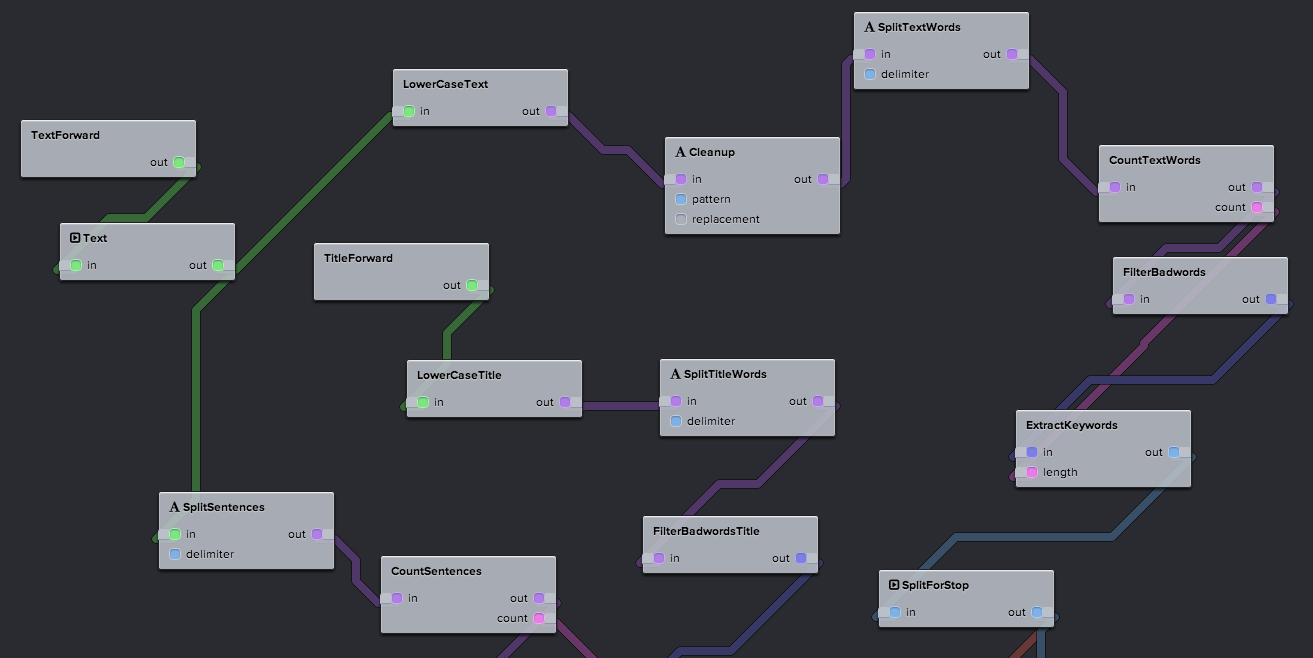 SplitTextWords
in out
delimiter
LowerCaseText
in out
TextForward
out
Cleanup
in out
pattern
replacement
CountTextWords
in out
count
Text
in out
TitleForward
out
FilterBadwords
in out
LowerCaseTitle
in out
SplitTitleWords
in out
delimiter
ExtractKeywords
in out
length
SplitSentences
in out
delimiter
FilterBadwordsTitle
in out
CountSentences
in out
count
SplitForStop
in out